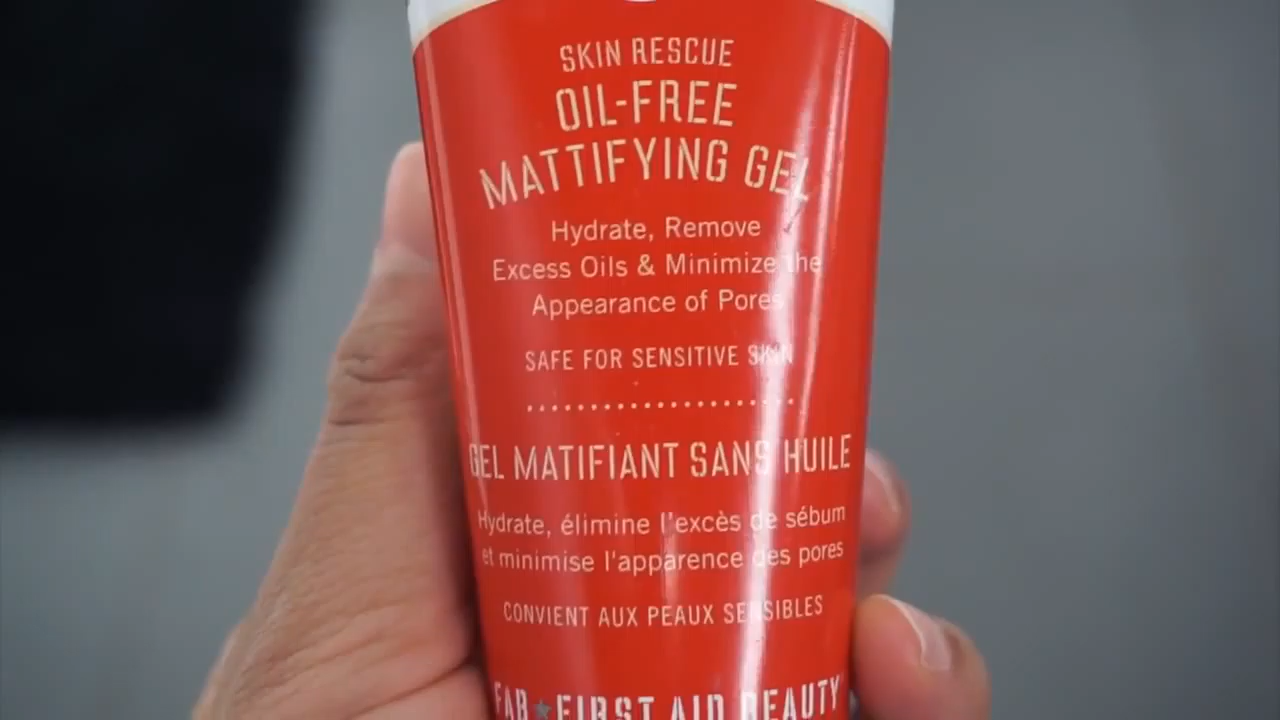 SKIN RESCUE
OIL-FREE
MATTIFYING GEL
Hydrate, Remove
Excess Oils & Minimize the
Appearance of Pores
SAFE FOR SENSITIVE SKIN
GEL MATIFIANT SANS HUILE
Hydrate, élimine l'excès de sébum
et minimise l'apparence des pores
CONVIENT AUX PEAUX SENSIBLES
FAB★FIRST AID BEAUTY